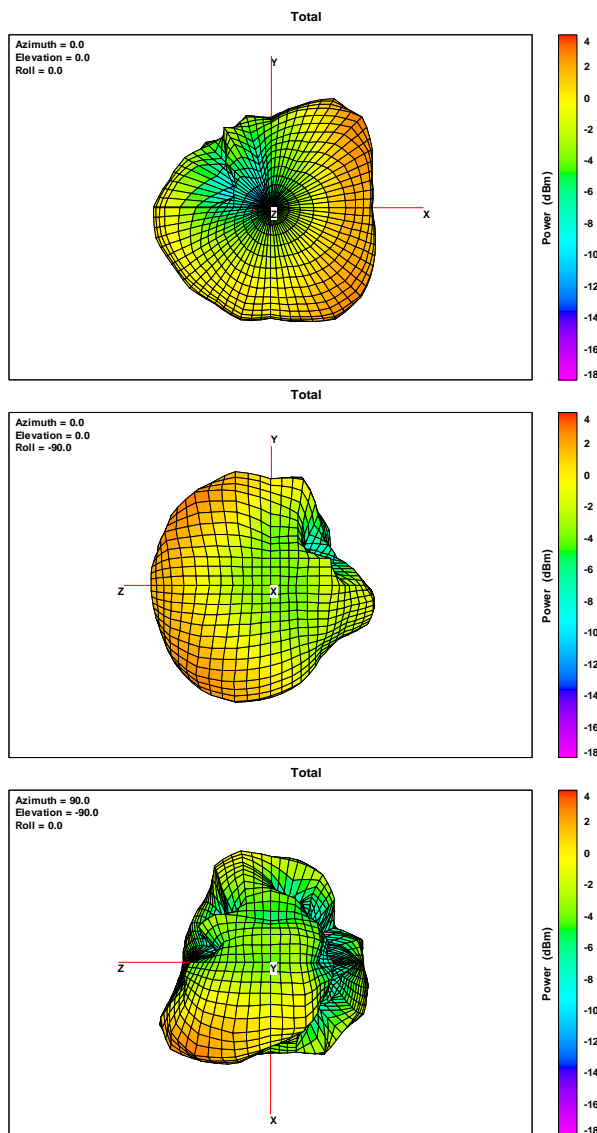 Total
Azimuth = 0.0
Elevation = 0.0
Roll = 0.0
Y
X
Z
Power (dBm)
4
2
0
-2
-4
-6
-8
-10
-12
-14
-16
-18
Total
Azimuth = 0.0
Elevation = 0.0
Roll = -90.0
Y
Z
X
Power (dBm)
4
2
0
-2
-4
-6
-8
-10
-12
-14
-16
-18
Total
Azimuth = 90.0
Elevation = -90.0
Roll = 0.0
Z
Y
X
Power (dBm)
4
2
0
-2
-4
-6
-8
-10
-12
-14
-16
-18